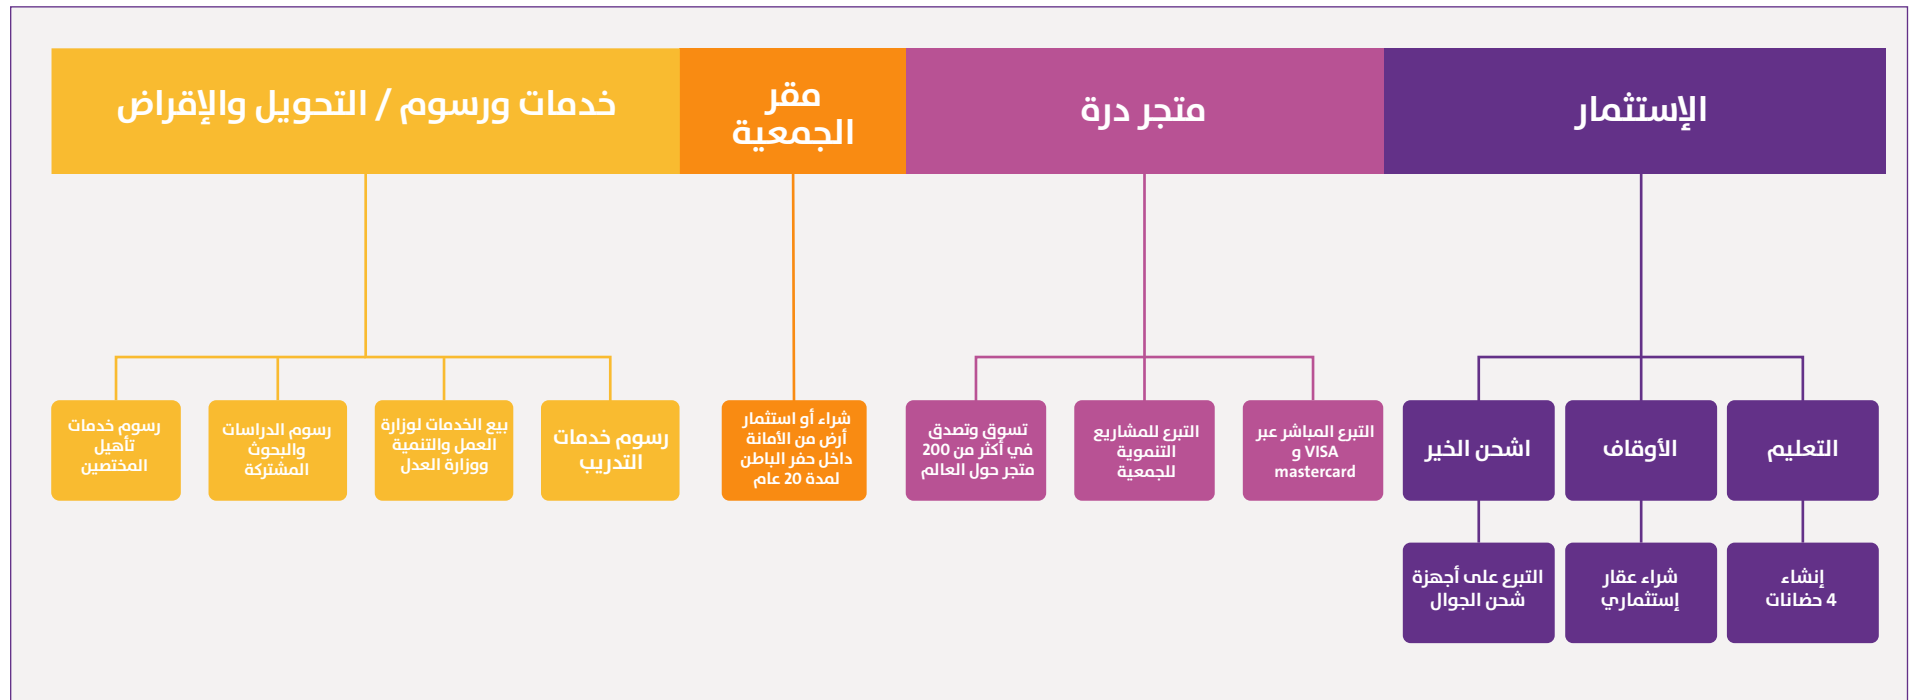 الإستثمار
متجر درة
مقر
الجمعية
خدمات ورسوم / التحويل والإقراض
التعليم
الأوقاف
اشحن الخير
التبرع المباشر عبر
VISA و
mastercard
التبرع للمشاريع
التنموية
للجمعية
تسوق وتصدق
في أكثر من 200
متجر حول العالم
شراء أو استثمار
أرض من الأمانة
داخل حفر الباطن
لمدة 20 عام
رسوم خدمات
التدريب
بيع الخدمات لوزارة
العمل والتنمية
ووزارة العدل
رسوم الدراسات
والبحوث
المشتركة
رسوم خدمات
تأهيل
المختصين
إنشاء
4 حضانات
شراء عقار
إستثماري
التبرع على أجهزة
شحن الجوال